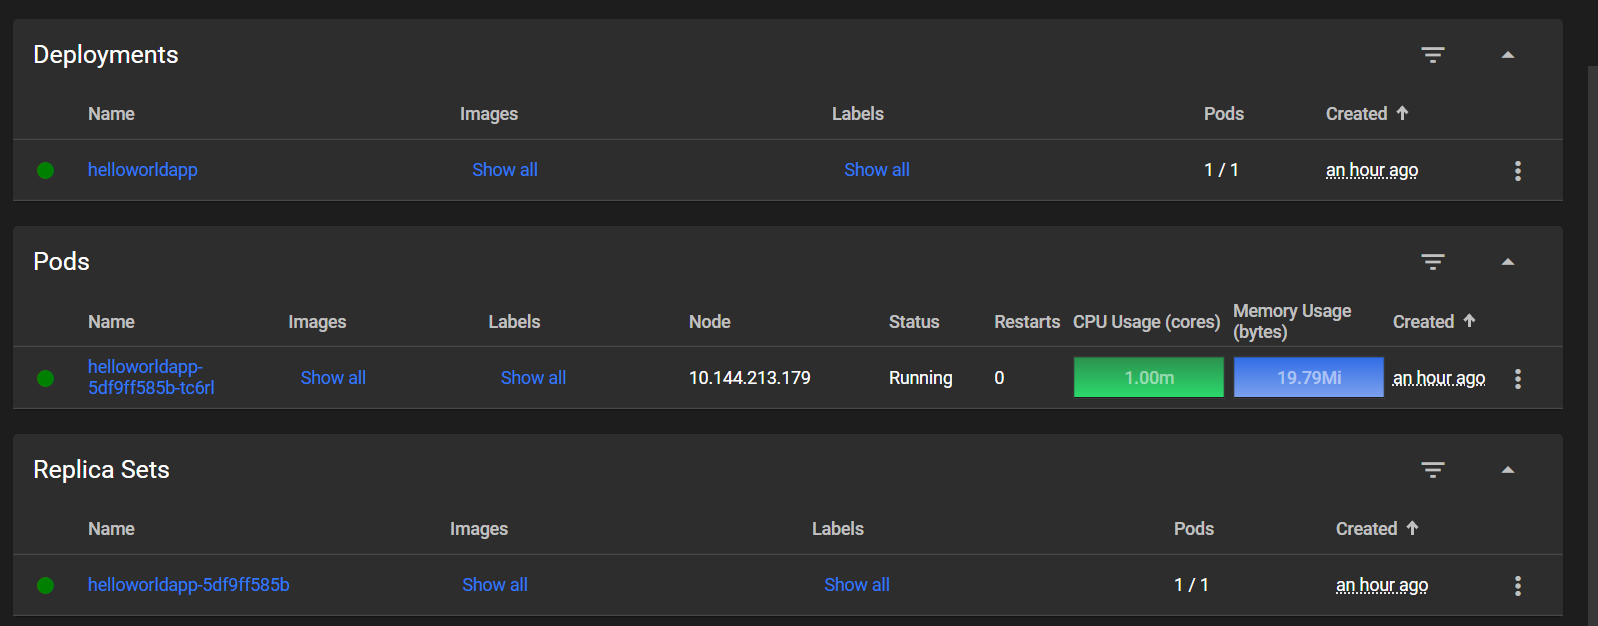 Deployments
Name Images Labels Pods Created
helloworldapp Show all Show all 1 / 1 an hour ago
Pods
Name Images Labels Node Status Restarts CPU Usage (cores) Memory Usage
(bytes) Created
helloworldapp-
5df9ff585b-tc6rl Show all Show all 10.144.213.179 Running 0 1.00m 19.79Mi an hour ago
Replica Sets
Name Images Labels Pods Created
helloworldapp-5df9ff585b Show all Show all 1 / 1 an hour ago